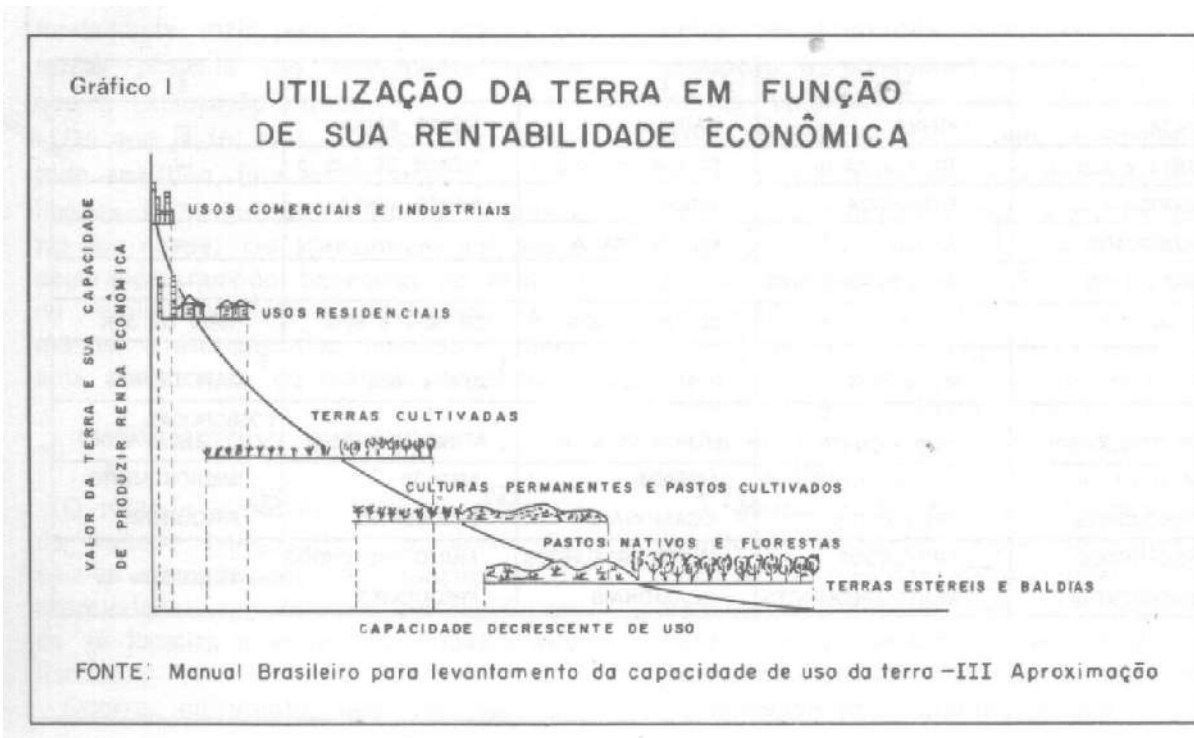 Gráfico I
UTILIZAÇÃO DA TERRA EM FUNÇÃO
DE SUA RENTABILIDADE ECONÔMICA
VALOR DA TERRA E SUA CAPACIDADE
DE PRODUZIR RENDA ECONÔMICA
USOS COMERCIAIS E INDUSTRIAIS
USOS RESIDENCIAIS
TERRAS CULTIVADAS
CULTURAS PERMANENTES E PASTOS CULTIVADOS
PASTOS NATIVOS E FLORESTAS
TERRAS ESTÉREIS E BALDIAS
CAPACIDADE DECRESCENTE DE USO
FONTE: Manual Brasileiro para levantamento da capacidade de uso da terra – III Aproximação